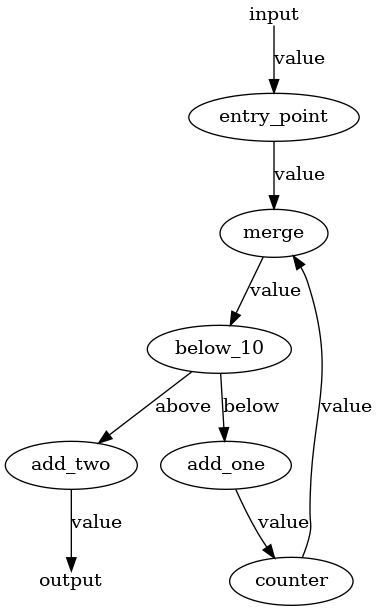 input
value
entry_point
value
merge
value
below_10
above
below
value
add_two
add_one
value
value
output
counter